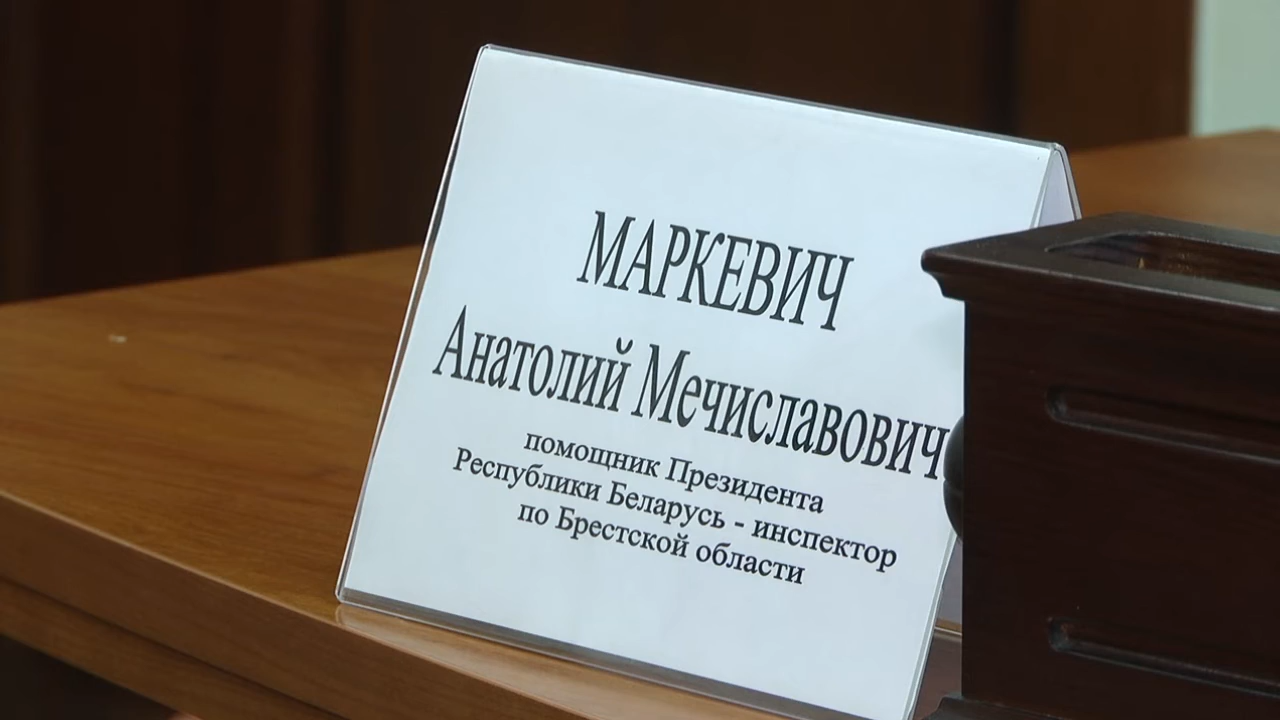 МАРКЕВИЧ
Анатолий Мечиславович
помощник Президента
Республики Беларусь - инспектор
по Брестской области